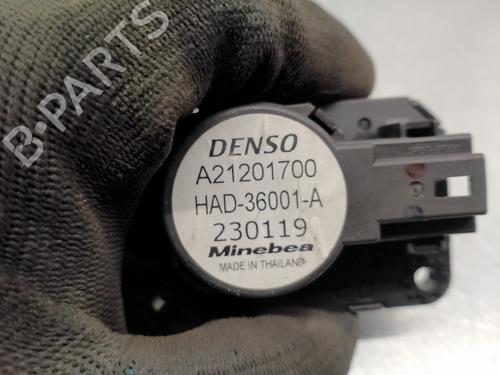 DENSO
A21201700
HAD-36001-A
230119
Minebea
MADE IN THAILAND
B-PARTS